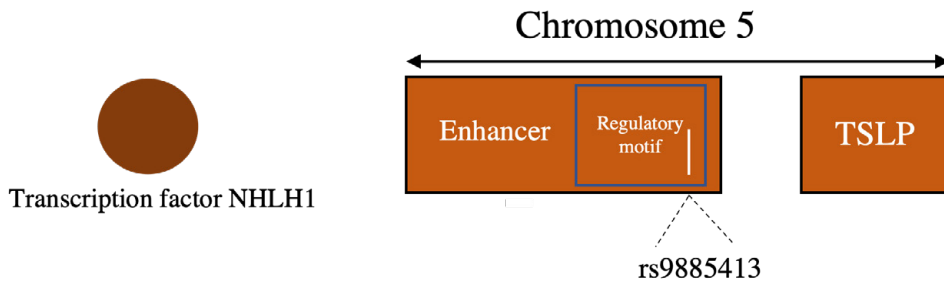 Chromosome 5
Enhancer
Regulatory
motif
TSLP
Transcription factor NHLH1
rs9885413